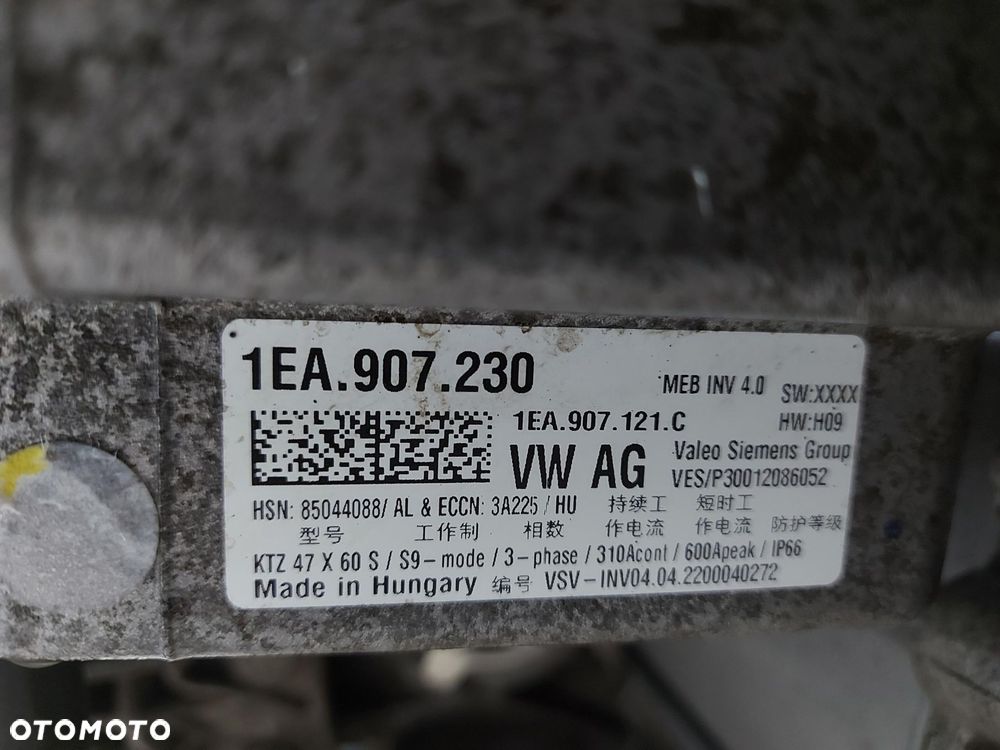 1EA.907.230
MEB INV 4.0 SW:XXXX
1EA.907.121.C HW:H09
VW AG Valeo Siemens Group
VES/P30012086052
HSN: 85044088/ AL & ECCN: 3A225 / HU 持续工 短时工
型号 工作制 相数 作电流 作电流 防护等级
KTZ 47 X 60 S / S9-mode / 3-phase / 310Acont / 600Apeak / IP66
Made in Hungary 编号 VSV-INV04.04.2200040272
OTOMOTO